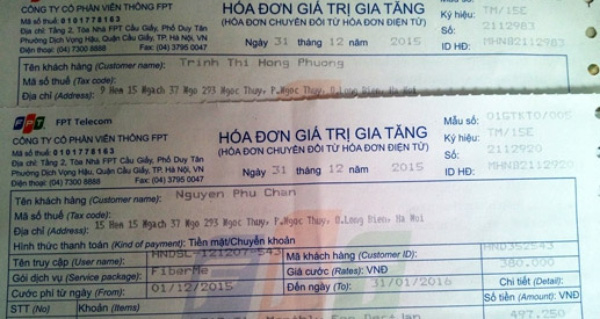 CÔNG TY CỔ PHẦN VIỄN THÔNG FPT
Mã số thuế: 0101778163
Địa chỉ: Tầng 2, Tòa Nhà FPT Cầu Giấy, Phố Duy Tân
Phường Dịch Vọng Hậu, Quận Cầu Giấy, TP. Hà Nội, VN
Điện thoại: (04) 7300 8888 Fax: (04) 3795 0047
HÓA ĐƠN GIÁ TRỊ GIA TĂNG
(HÓA ĐƠN CHUYỂN ĐỔI TỪ HÓA ĐƠN ĐIỆN TỬ)
Ngày 31 tháng 12 năm 2015
Ký hiệu: TM/15E
Số: 2112983
ID HĐ: MHN82112983
Tên khách hàng (Customer name): Trinh Thi Hong Phuong
Mã số thuế (Tax code):
Địa chỉ (Address): 9 Hem 15 Ngach 37 Ngo 293 Ngoc Thuy, P.Ngoc Thuy, Q.Long Bien, Ha Noi
FPT FPT Telecom
CÔNG TY CỔ PHẦN VIỄN THÔNG FPT
Mã số thuế: 0101778163
Địa chỉ: Tầng 2, Tòa Nhà FPT Cầu Giấy, Phố Duy Tân
Phường Dịch Vọng Hậu, Quận Cầu Giấy, TP. Hà Nội, VN
Điện thoại: (04) 7300 8888 Fax: (04) 3795 0047
HÓA ĐƠN GIÁ TRỊ GIA TĂNG
(HÓA ĐƠN CHUYỂN ĐỔI TỪ HÓA ĐƠN ĐIỆN TỬ)
Ngày 31 tháng 12 năm 2015
Mẫu số: 01GTKT0/005
Ký hiệu: TM/15E
Số: 2112920
ID HĐ: MHN82112920
Tên khách hàng (Customer name): Nguyen Phu Chan
Mã số thuế (Tax code):
Địa chỉ (Address): 15 Hem 15 Ngach 37 Ngo 293 Ngoc Thuy, P.Ngoc Thuy, Q.Long Bien, Ha Noi
Hình thức thanh toán (Kind of payment): Tiền mặt/Chuyển khoản
Tên truy cập (User name): HNDSL-121207-543 Mã khách hàng (Customer ID): HND352543
Gói dịch vụ (Service package): FiberMe Giá cước (Rates): VNĐ 380.000
Cước phí từ ngày (From): 01/12/2015 Đến ngày (To): 31/01/2016 Chi tiết (Detail):
STT (No) Khoản (Items) Số tiền (Amount): VNĐ
497.250